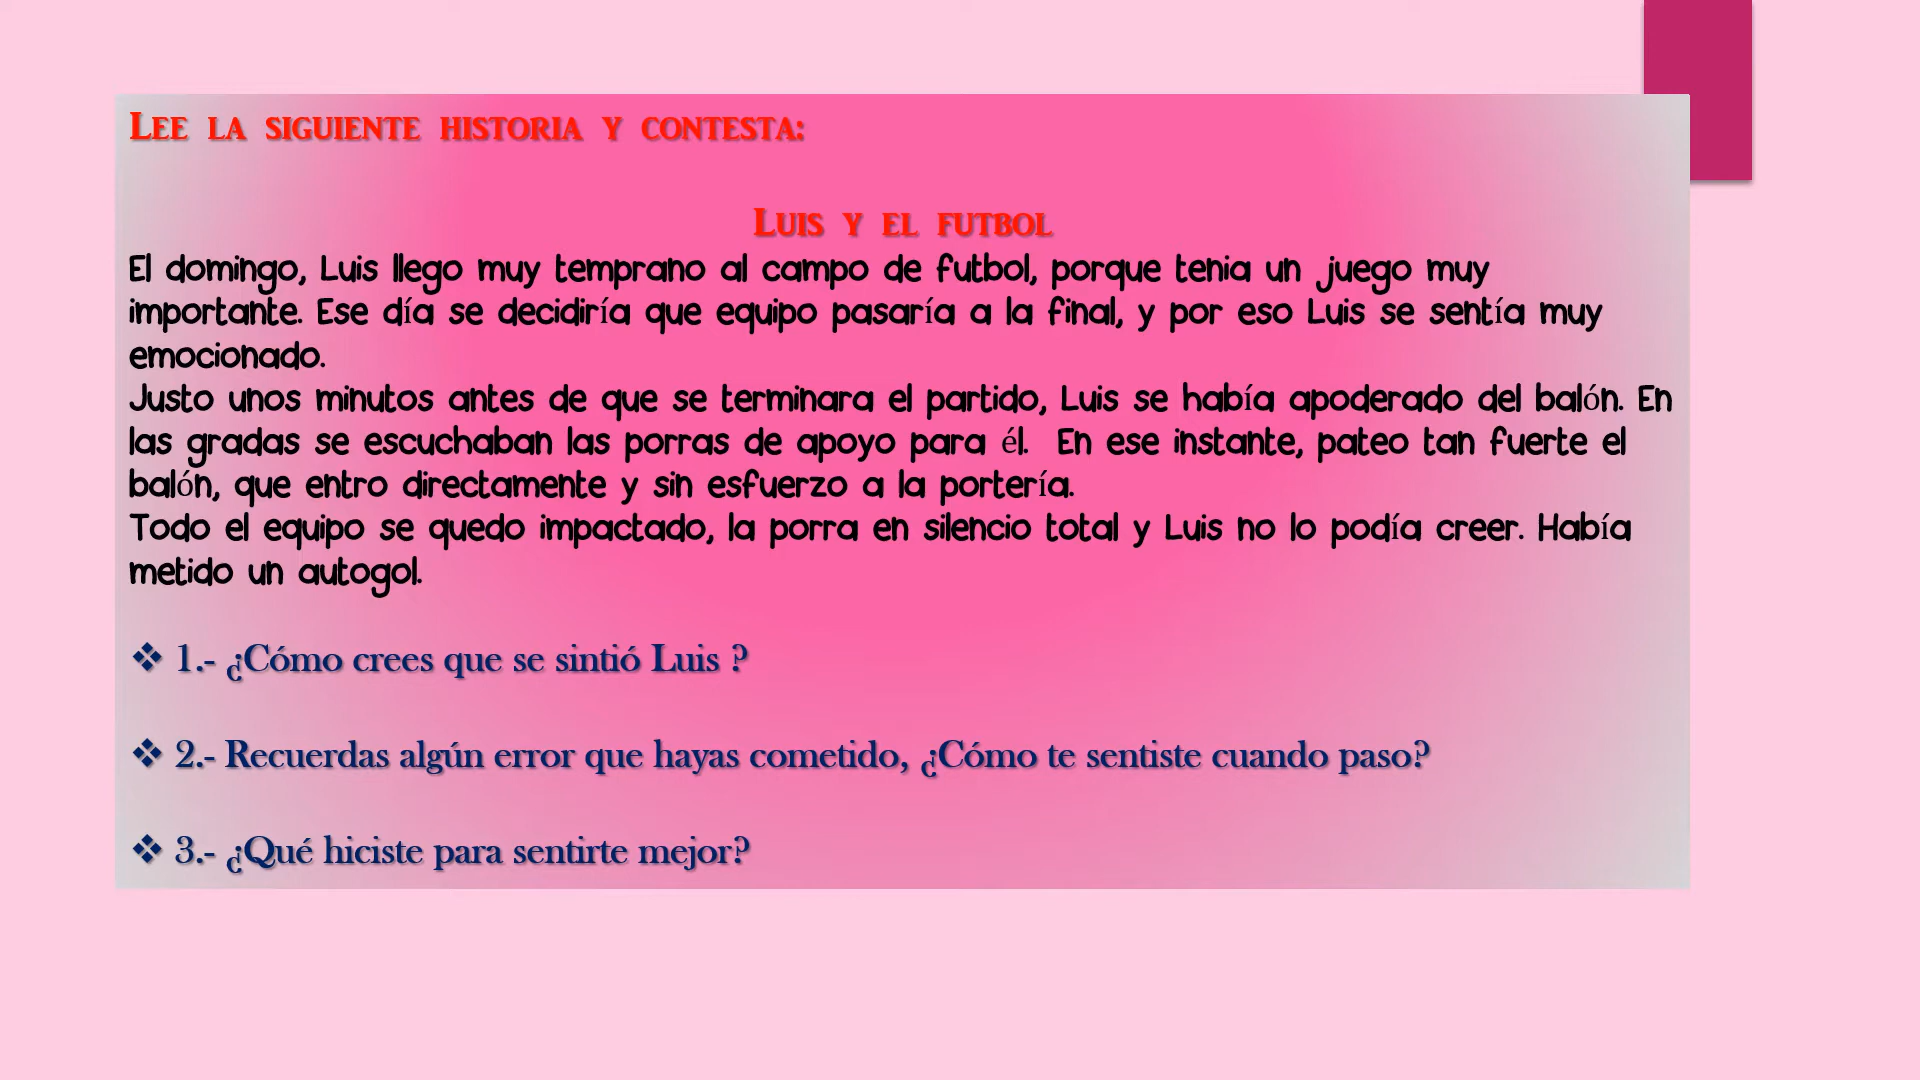 Lee la siguiente historia y contesta:
Luis y el futbol
El domingo, Luis llego muy temprano al campo de futbol, porque tenia un juego muy
importante. Ese día se decidiría que equipo pasaría a la final, y por eso Luis se sentía muy
emocionado.
Justo unos minutos antes de que se terminara el partido, Luis se había apoderado del balón. En
las gradas se escuchaban las porras de apoyo para él. En ese instante, pateo tan fuerte el
balón, que entro directamente y sin esfuerzo a la portería.
Todo el equipo se quedo impactado, la porra en silencio total y Luis no lo podía creer. Había
metido un autogol.
❖ 1.- ¿Cómo crees que se sintió Luis ?
❖ 2.- Recuerdas algún error que hayas cometido, ¿Cómo te sentiste cuando paso?
❖ 3.- ¿Qué hiciste para sentirte mejor?